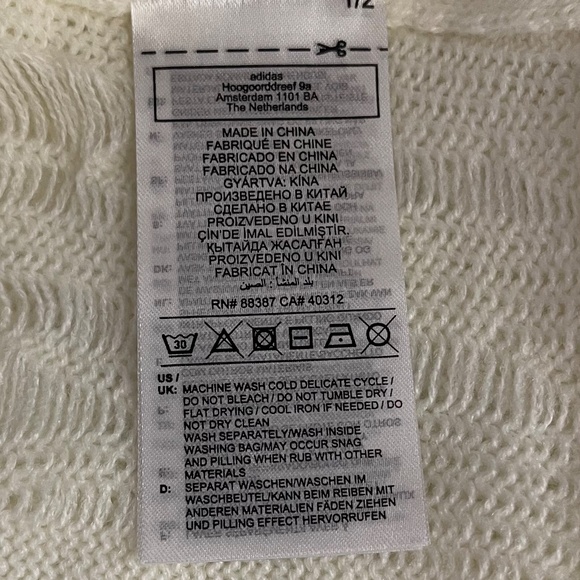 1/2
adidas
Hoogoorddreef 9a
Amsterdam 1101 BA
The Netherlands
MADE IN CHINA
FABRIQUÉ EN CHINE
FABRICADO EN CHINA
FABRICADO NA CHINA
GYÁRTVA: KÍNA
ПРОИЗВЕДЕНО В КИТАЙ
СДЕЛАНО В КИТАЕ
PROIZVEDENO U KINI
ÇİN'DE İMAL EDİLMİŞTİR.
ҚЫТАЙДА ЖАСАЛҒАН
PROIZVEDENO U KINI
FABRICAT ÎN CHINA
بلد المنشأ : الصين
RN# 88387 CA# 40312
30
US /
UK: MACHINE WASH COLD DELICATE CYCLE /
DO NOT BLEACH / DO NOT TUMBLE DRY /
FLAT DRYING / COOL IRON IF NEEDED / DO
NOT DRY CLEAN
WASH SEPARATELY/WASH INSIDE
WASHING BAG/MAY OCCUR SNAG
AND PILLING WHEN RUB WITH OTHER
MATERIALS
D: SEPARAT WASCHEN/WASCHEN IM
WASCHBEUTEL/KANN BEIM REIBEN MIT
ANDEREN MATERIALIEN FÄDEN ZIEHEN
UND PILLING EFFECT HERVORRUFEN